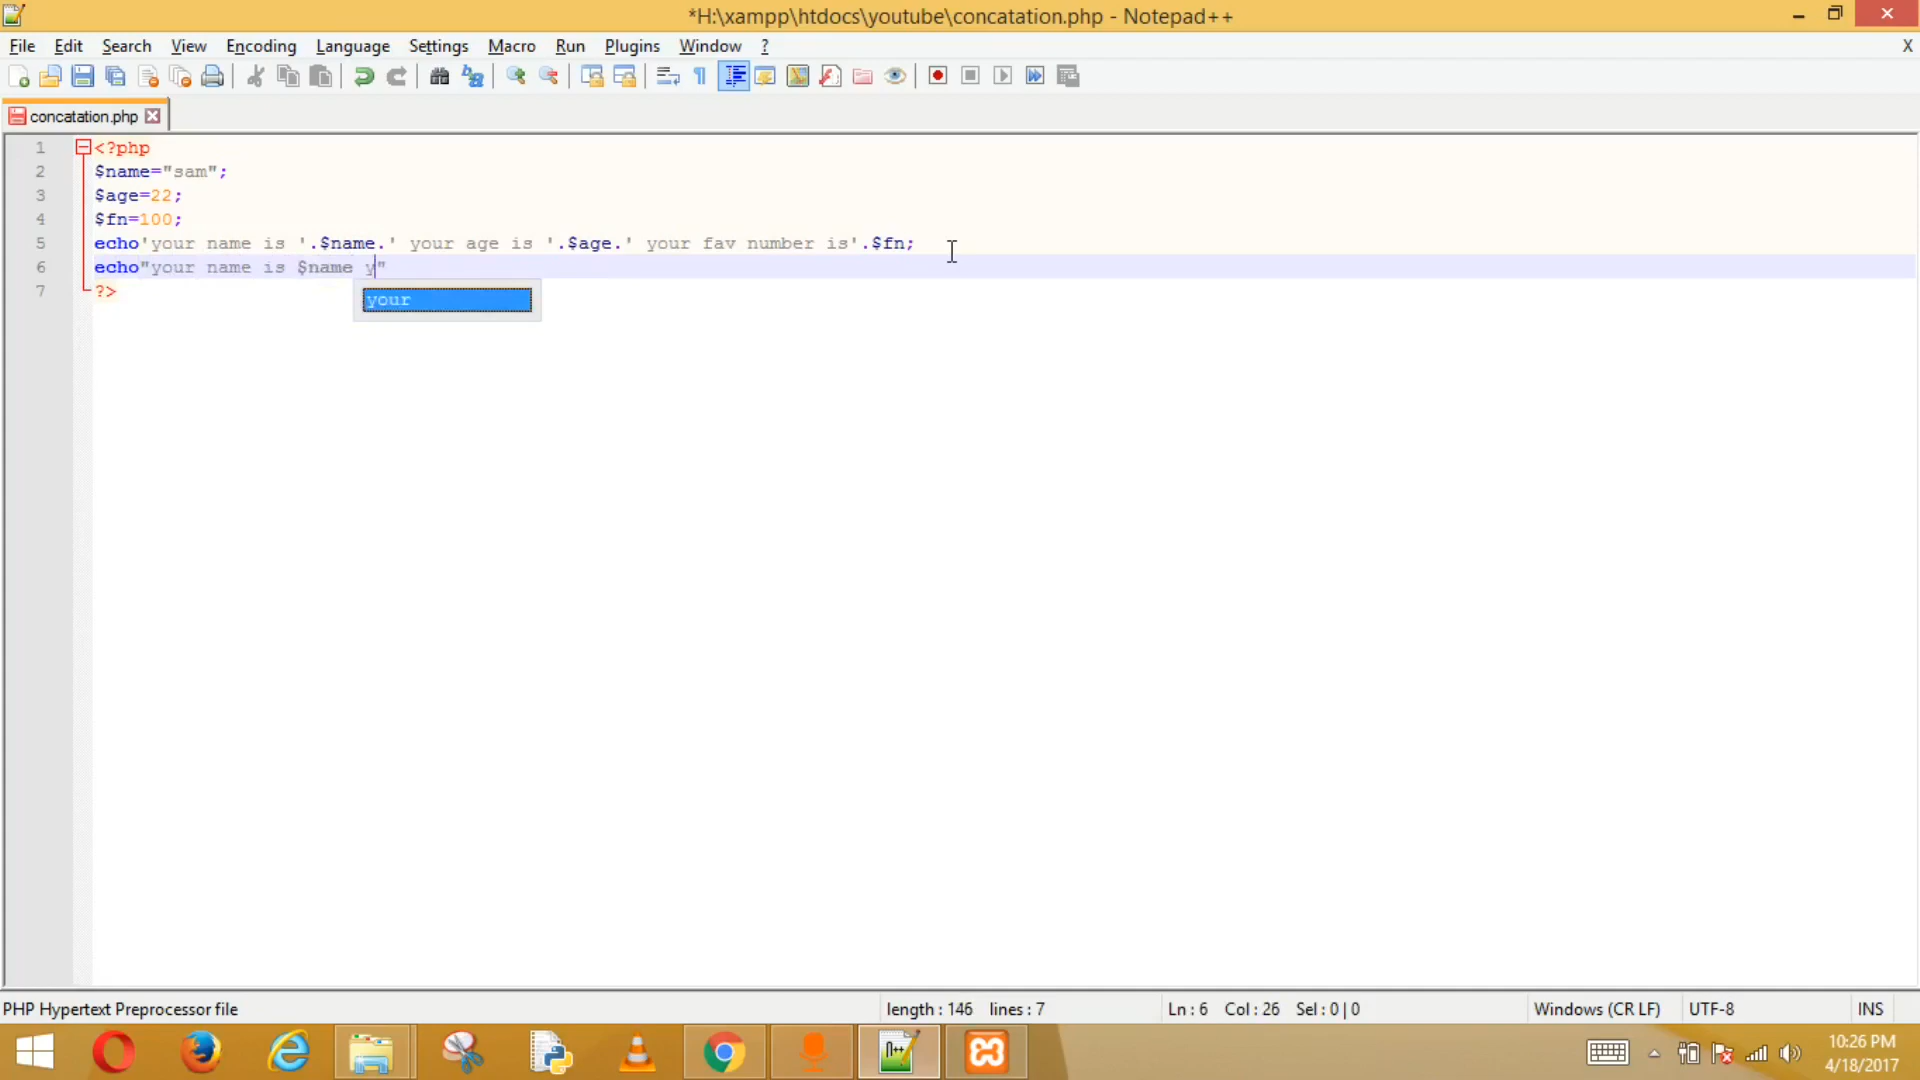 *H:\xampp\htdocs\youtube\concatation.php - Notepad++
File Edit Search View Encoding Language Settings Macro Run Plugins Window ? X
concatation.php
1 <?php
2 $name="sam";
3 $age=22;
4 $fn=100;
5 echo'your name is '.$name.' your age is '.$age.' your fav number is'.$fn;
6 echo"your name is $name y"
7 ?>
your
PHP Hypertext Preprocessor file length : 146 lines : 7 Ln : 6 Col : 26 Sel : 0 | 0 Windows (CR LF) UTF-8 INS
10:26 PM
4/18/2017